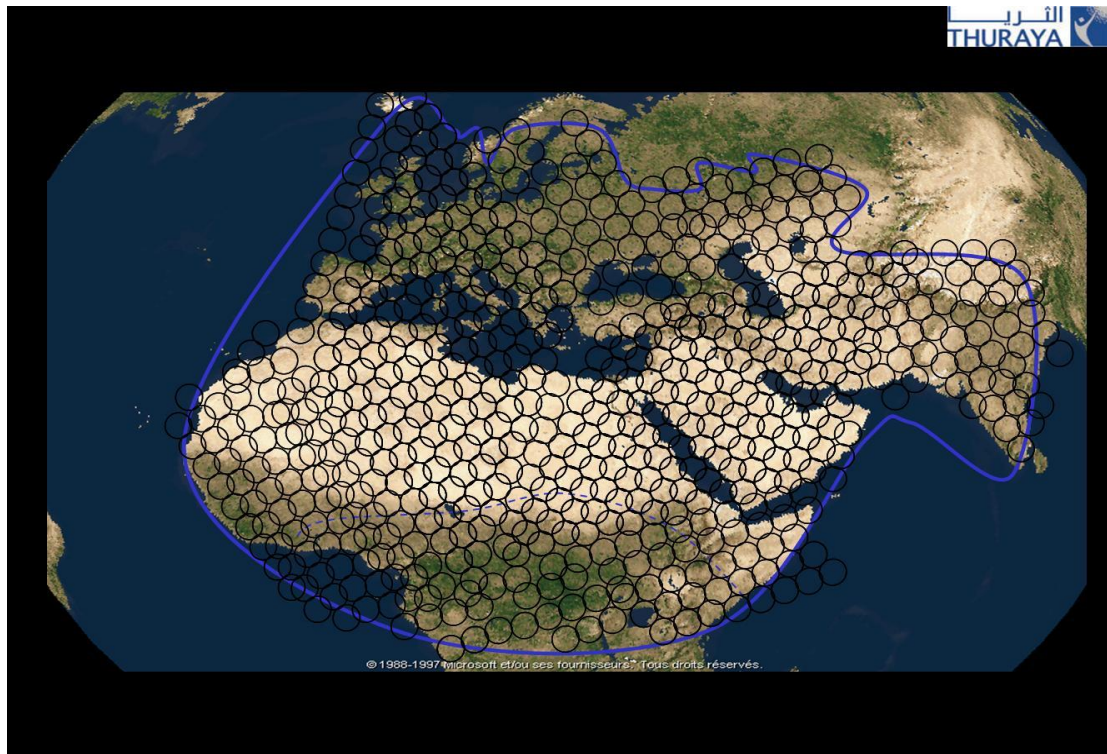 الثريا
THURAYA
© 1988-1997 Microsoft et/ou ses fournisseurs. Tous droits réservés.